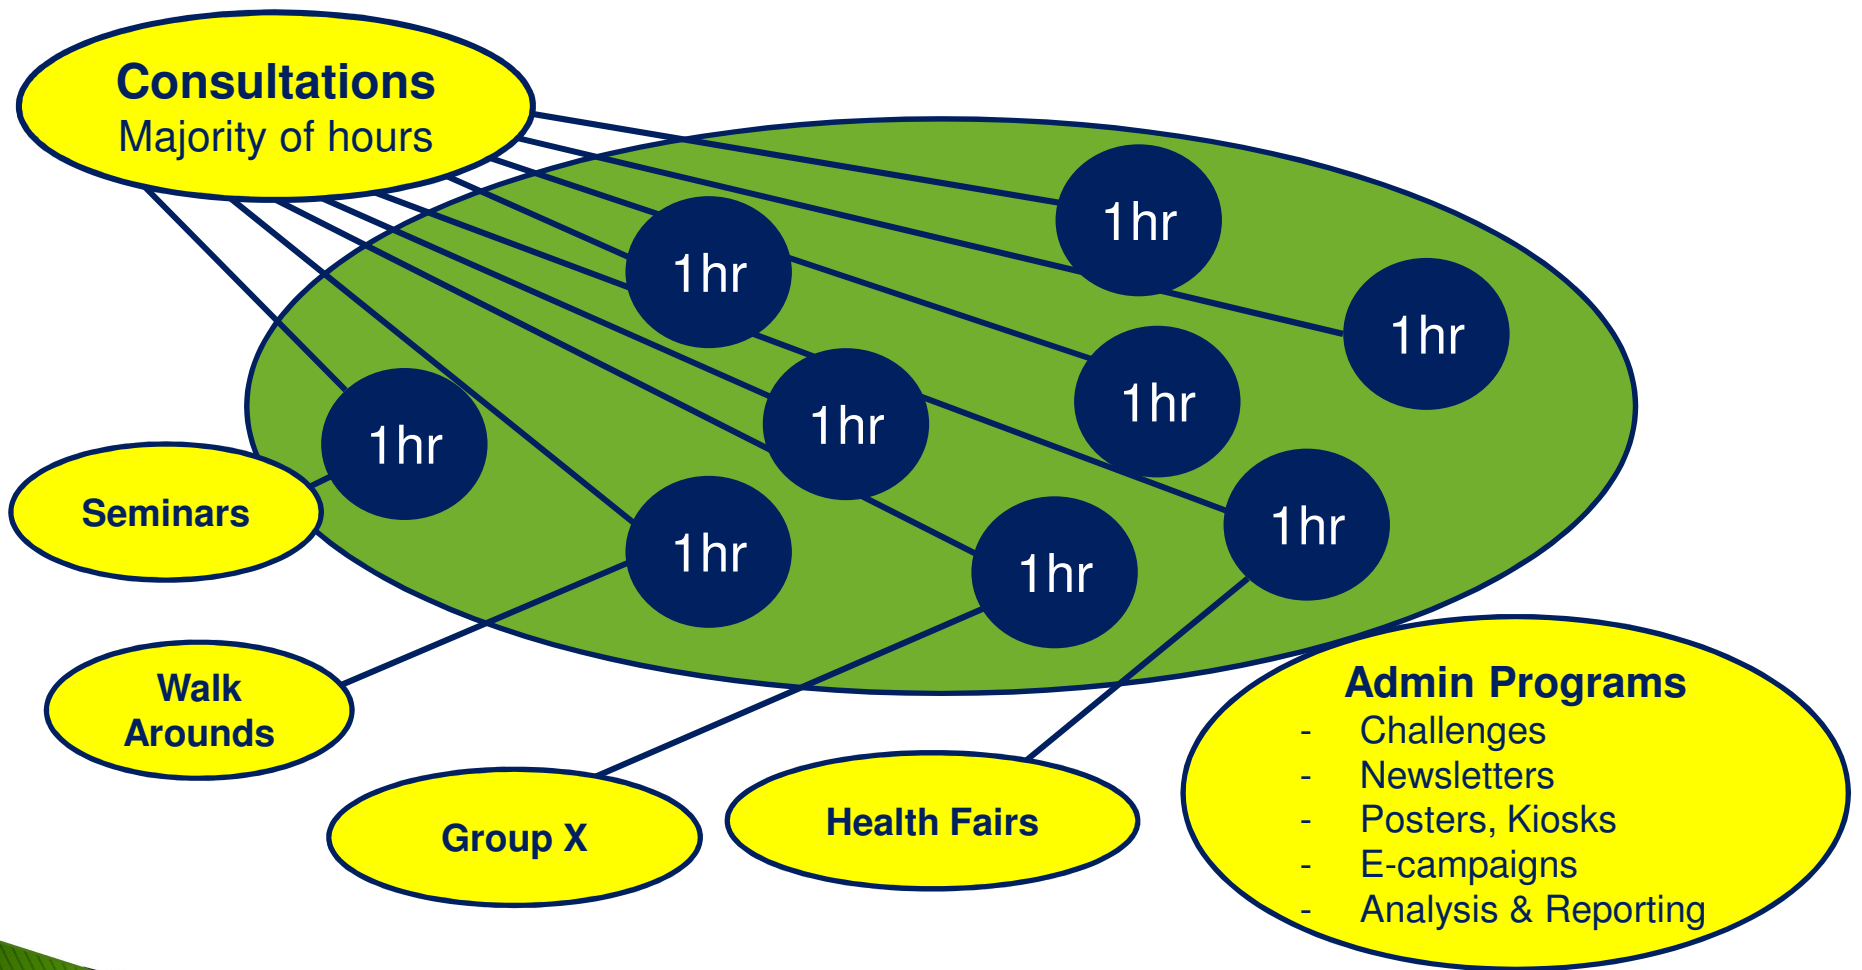 Consultations
Majority of hours
1hr
1hr
1hr
1hr
1hr
1hr
1hr
1hr
1hr
Seminars
Walk
Arounds
Group X
Health Fairs
Admin Programs
- Challenges
- Newsletters
- Posters, Kiosks
- E-campaigns
- Analysis & Reporting